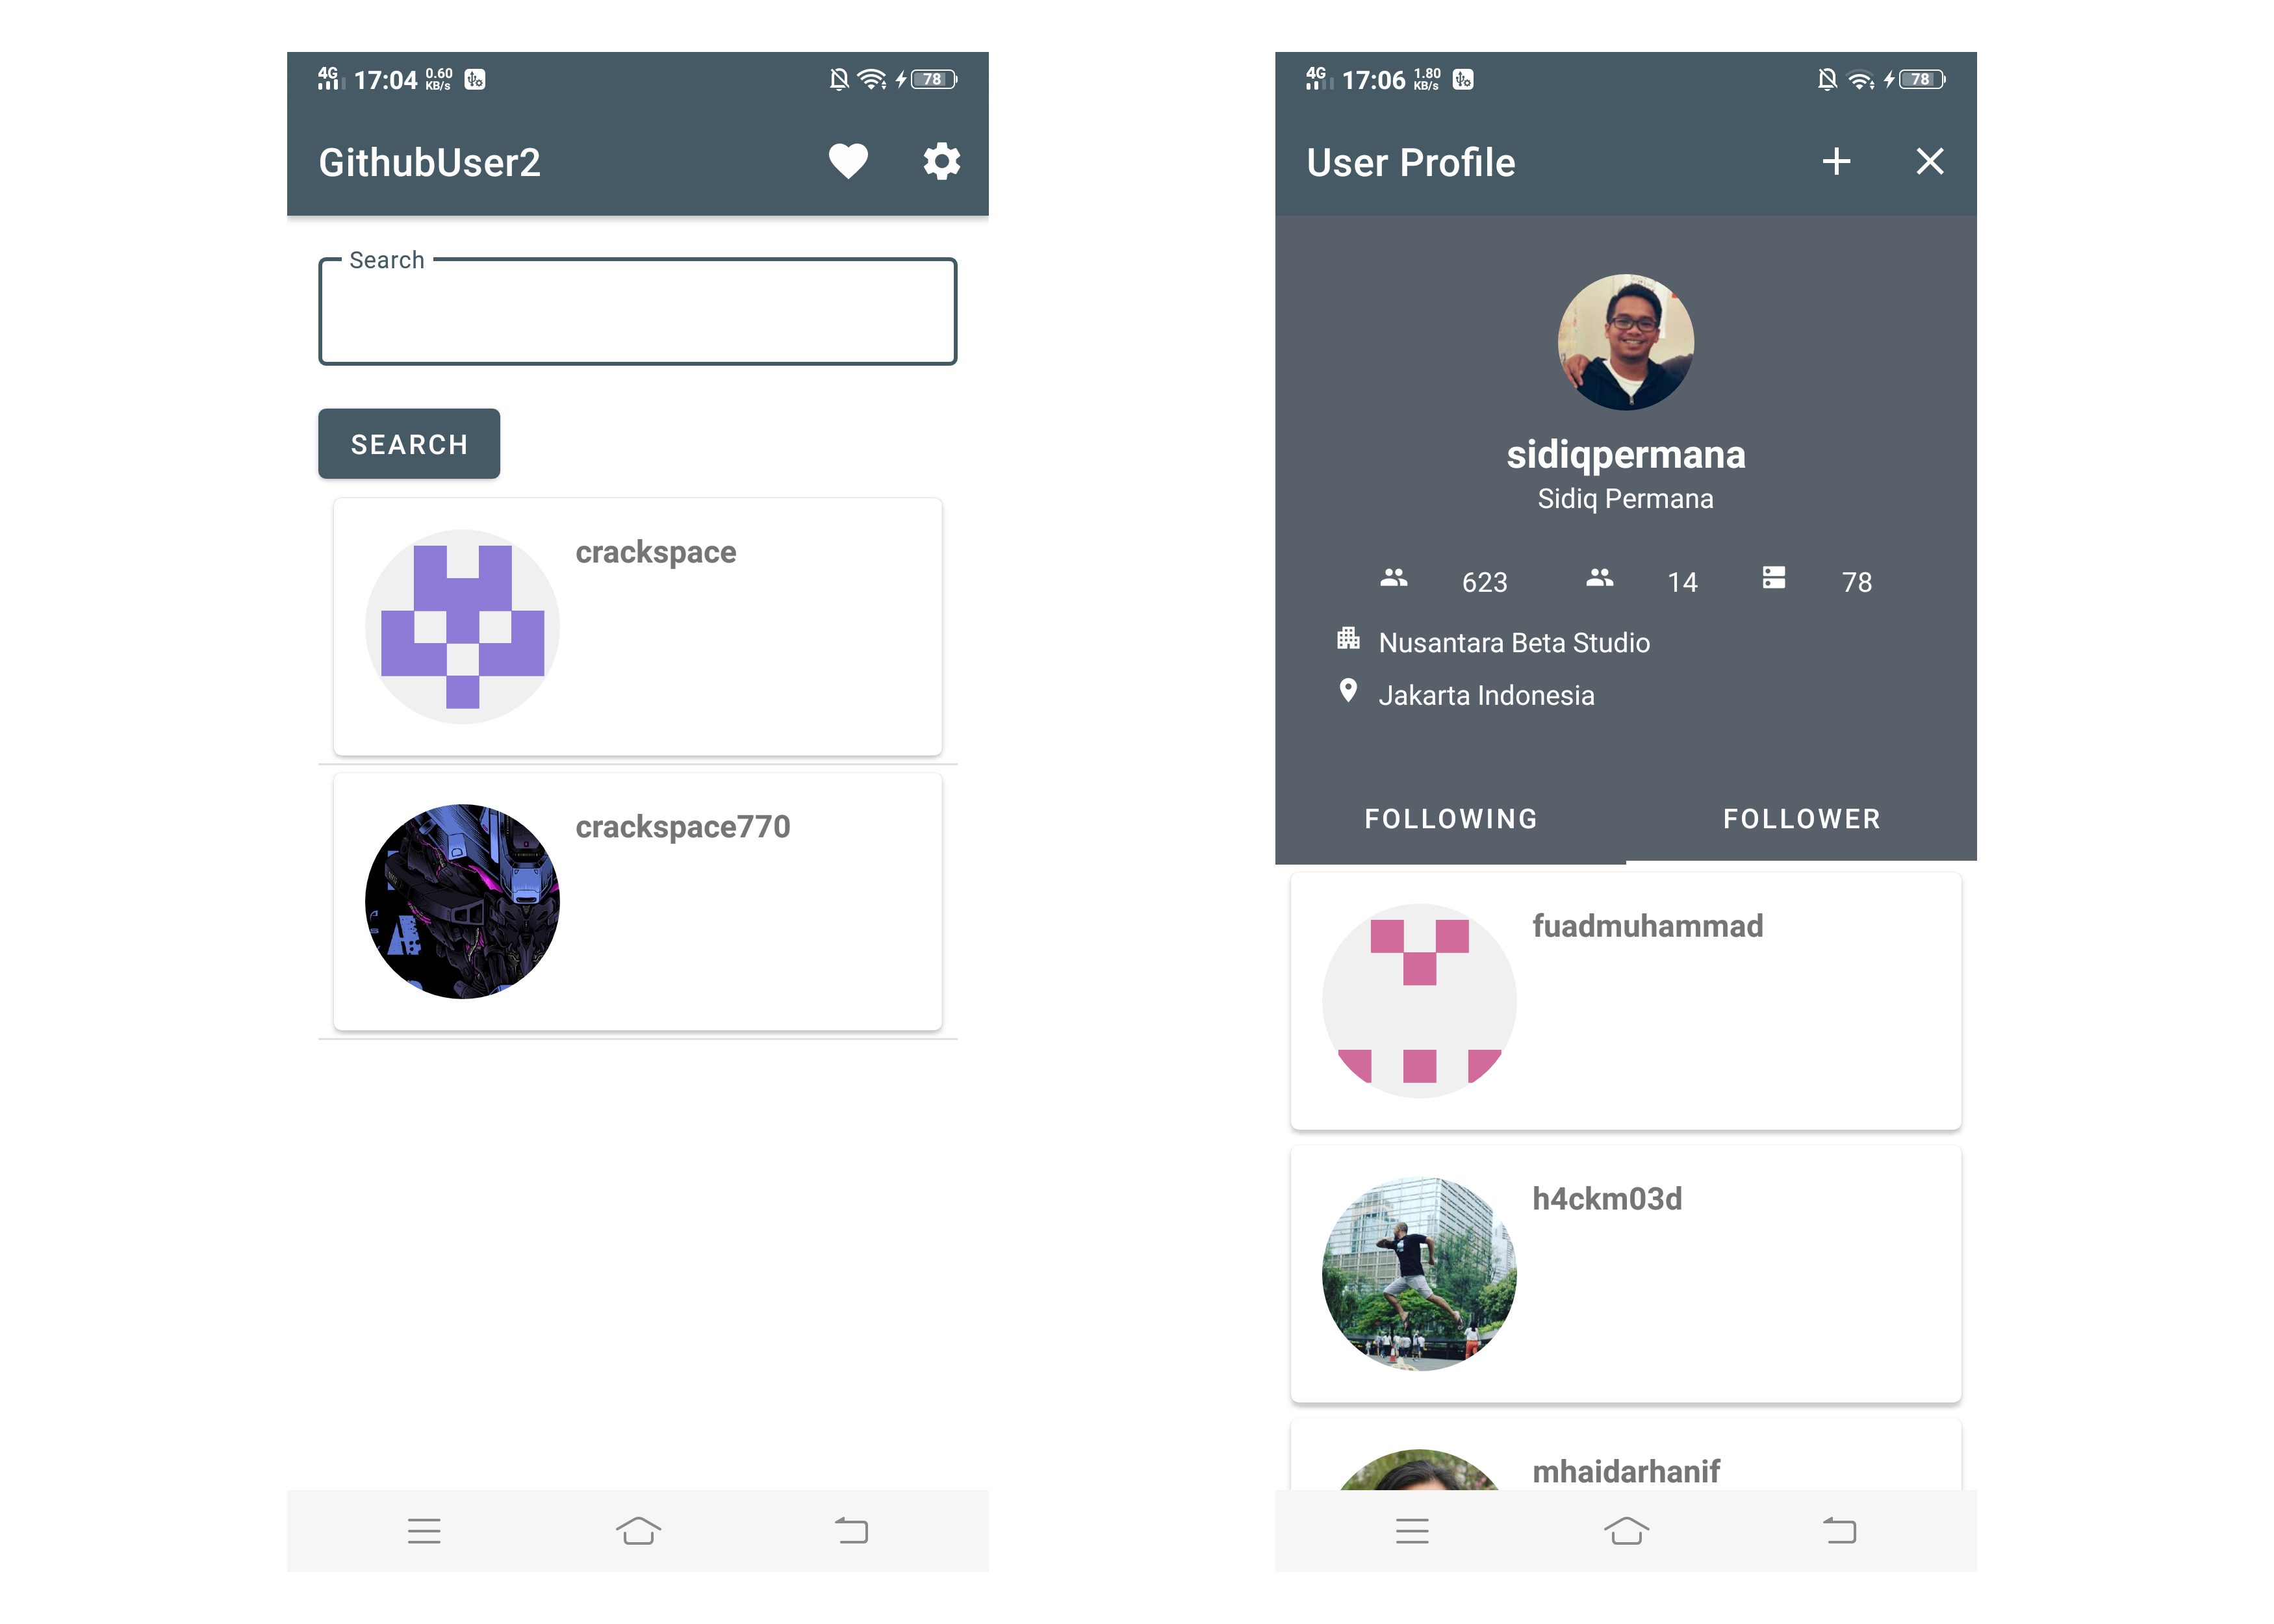 4G 17:04 0.60 KB/s 78
GithubUser2
Search
SEARCH
crackspace
crackspace770
4G 17:06 1.80 KB/s 78
User Profile
sidiqpermana
Sidiq Permana
623 14 78
Nusantara Beta Studio
Jakarta Indonesia
FOLLOWING FOLLOWER
fuadmuhammad
h4ckm03d
mhaidarhanif